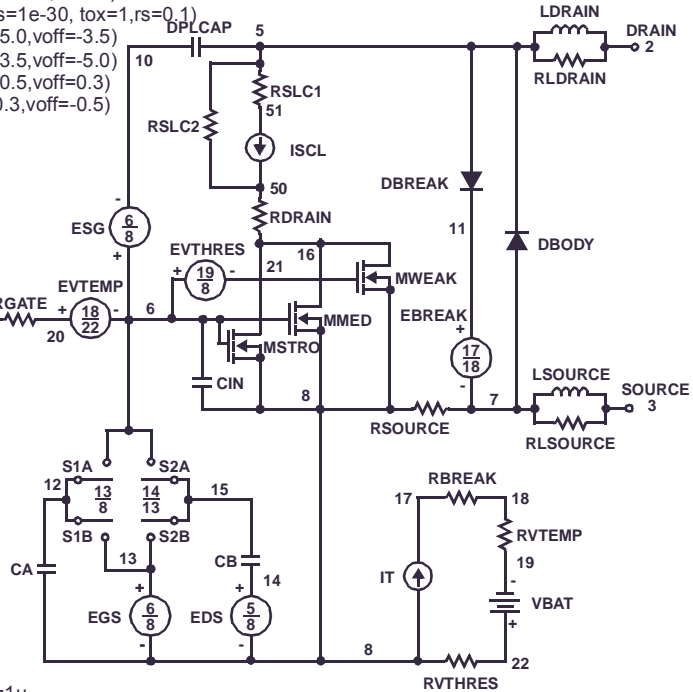 s=1e-30, tox=1,rs=0.1)
5.0,voff=-3.5)
3.5,voff=-5.0)
0.5,voff=0.3)
0.3,voff=-0.5)
DPLCAP
5
10
LDRAIN
DRAIN
2
RLDRAIN
RSLC1
51
RSLC2
ISCL
50
RDRAIN
DBREAK
11
DBODY
ESG
6
8
-
+
EVTHRES
+
19
8
-
21
16
MWEAK
EVTEMP
RGATE
+
18
22
-
20
6
MMED
MSTRO
EBREAK
+
17
18
-
CIN
8
RSOURCE
7
LSOURCE
SOURCE
3
RLSOURCE
S1A
S2A
12
13
8
14
13
15
S1B
S2B
13
CA
CB
14
EGS
+
6
8
-
EDS
+
5
8
-
RBREAK
17
18
RVTEMP
19
IT
-
VBAT
+
8
22
RVTHRES
=1u